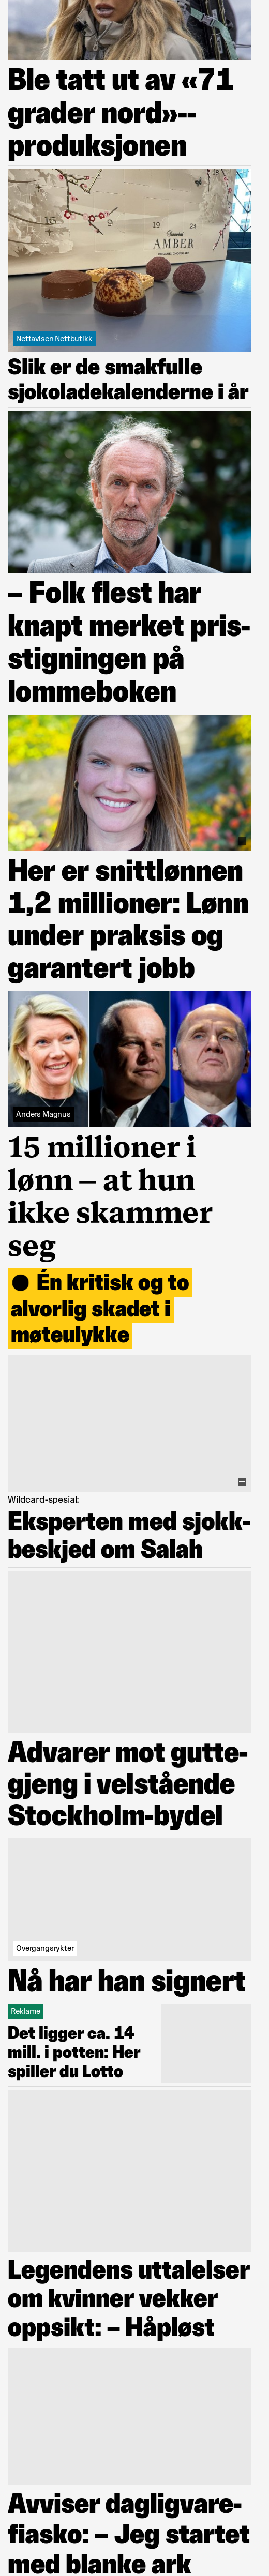 Ble tatt ut av «71
grader nord»--
produksjonen
16
9
19
24
AMBER
Nettavisen Nettbutikk
Slik er de smakfulle
sjokoladekalenderne i år
– Folk flest har
knapt merket pris-
stigningen på
lommeboken
Her er snittlønnen
1,2 millioner: Lønn
under praksis og
garantert jobb
Anders Magnus
15 millioner i
lønn – at hun
ikke skammer
seg
Én kritisk og to
alvorlig skadet i
møteulykke
Wildcard-spesial:
Eksperten med sjokk-
beskjed om Salah
Advarer mot gutte-
gjeng i velstående
Stockholm-bydel
Overgangsrykter
Nå har han signert
Reklame
Det ligger ca. 14
mill. i potten: Her
spiller du Lotto
Legendens uttalelser
om kvinner vekker
oppsikt: – Håpløst
Avviser dagligvare-
fiasko: – Jeg startet
med blanke ark